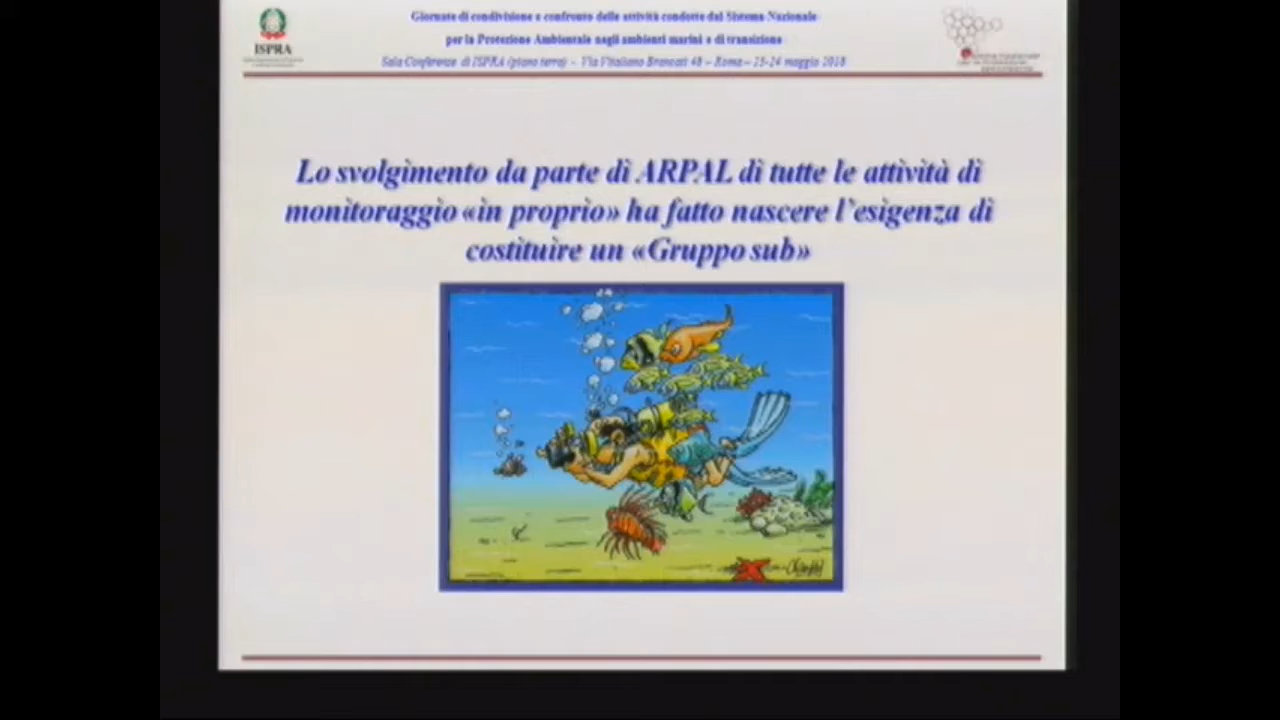 Giornate di condivisione e confronto delle attività condotte dal Sistema Nazionale
per la Protezione Ambientale negli ambienti marini e di transizione
Sala Conferenze di ISPRA (piano terra) - Via Vitaliano Brancati 48 – Roma – 23-24 maggio 2018
ISPRA
Lo svolgimento da parte di ARPAL di tutte le attività di
monitoraggio «in proprio» ha fatto nascere l'esigenza di
costituire un «Gruppo sub»